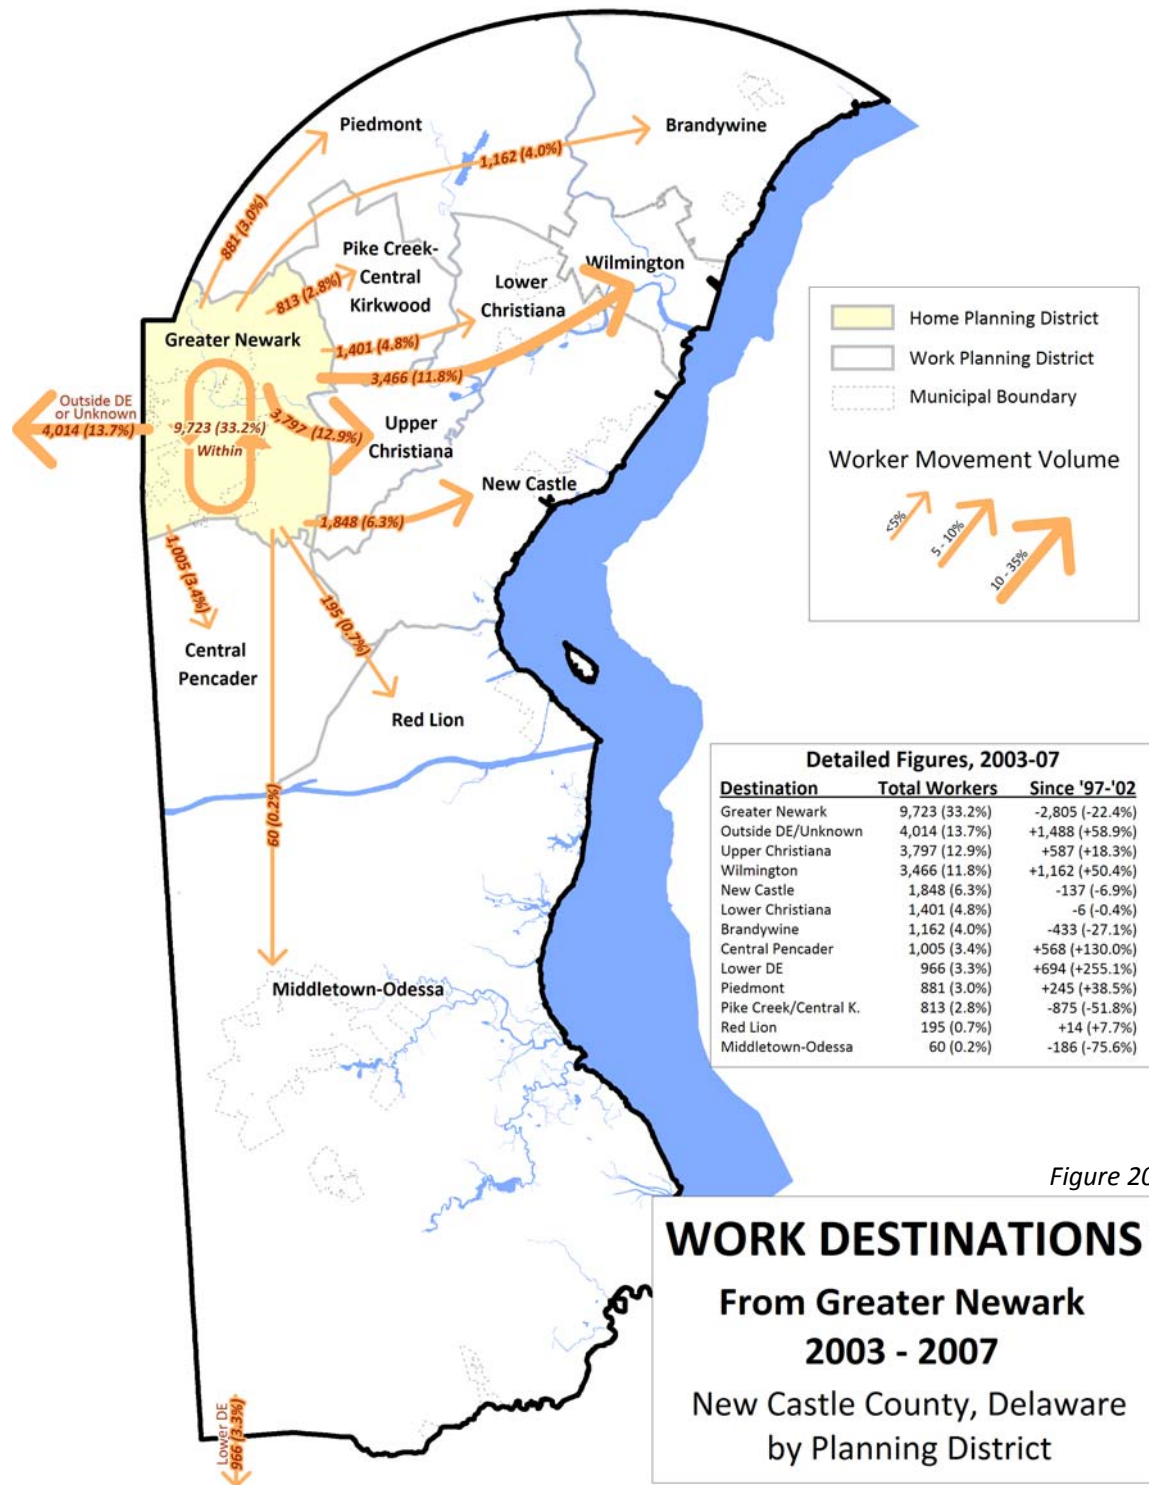 Piedmont
Brandywine
1,162 (4.0%)
881 (3.0%)
Pike Creek-
Central
Kirkwood
813 (2.8%)
Wilmington
Lower
Christiana
Greater Newark
1,401 (4.8%)
3,466 (11.8%)
Outside DE
or Unknown
4,014 (13.7%)
9,723 (33.2%)
Within
3,797 (12.9%)
Upper
Christiana
New Castle
1,848 (6.3%)
1,005 (3.4%)
195 (0.7%)
Central
Pencader
Red Lion
60 (0.2%)
Middletown-Odessa
Lower DE
966 (3.3%)
Home Planning District
Work Planning District
Municipal Boundary
Worker Movement Volume
<5%
5 - 10%
10 - 35%
Detailed Figures, 2003-07
Destination Total Workers Since '97-'02
Greater Newark 9,723 (33.2%) -2,805 (-22.4%)
Outside DE/Unknown 4,014 (13.7%) +1,488 (+58.9%)
Upper Christiana 3,797 (12.9%) +587 (+18.3%)
Wilmington 3,466 (11.8%) +1,162 (+50.4%)
New Castle 1,848 (6.3%) -137 (-6.9%)
Lower Christiana 1,401 (4.8%) -6 (-0.4%)
Brandywine 1,162 (4.0%) -433 (-27.1%)
Central Pencader 1,005 (3.4%) +568 (+130.0%)
Lower DE 966 (3.3%) +694 (+255.1%)
Piedmont 881 (3.0%) +245 (+38.5%)
Pike Creek/Central K. 813 (2.8%) -875 (-51.8%)
Red Lion 195 (0.7%) +14 (+7.7%)
Middletown-Odessa 60 (0.2%) -186 (-75.6%)
Figure 20
WORK DESTINATIONS
From Greater Newark
2003 - 2007
New Castle County, Delaware
by Planning District